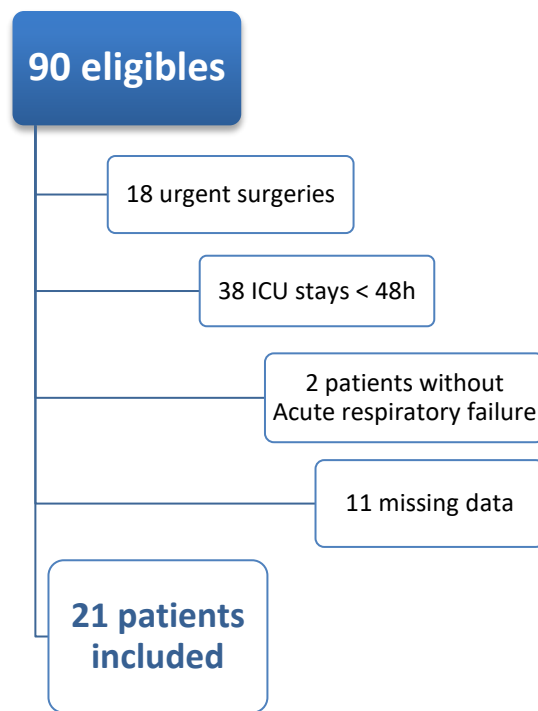 90 eligibles
18 urgent surgeries
38 ICU stays < 48h
2 patients without
Acute respiratory failure
11 missing data
21 patients
included